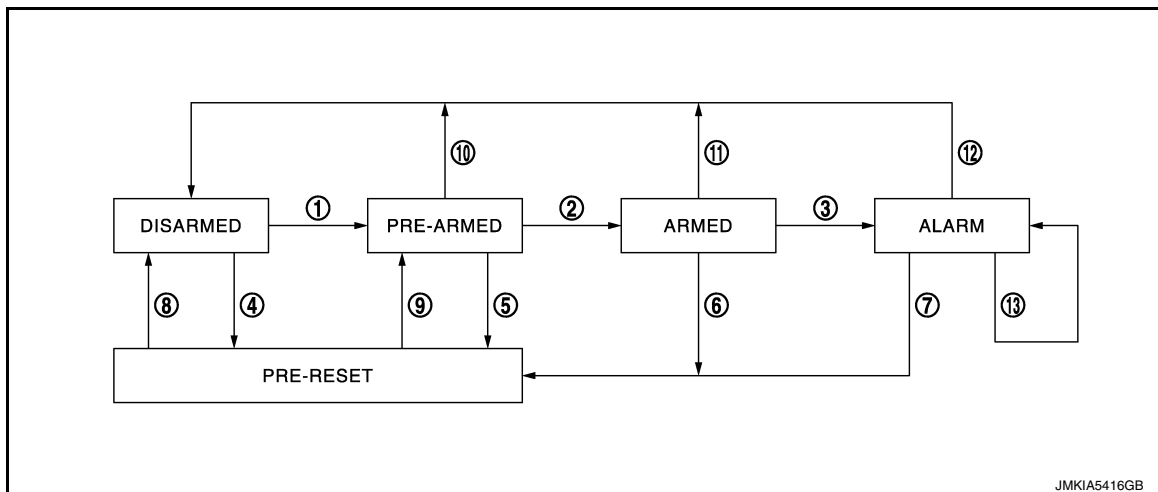 ⑩ ⑪ ⑫
① ② ③
DISARMED PRE-ARMED ARMED ALARM
⑧ ④ ⑨ ⑤ ⑥ ⑦ ⑬
PRE-RESET
JMKIA5416GB